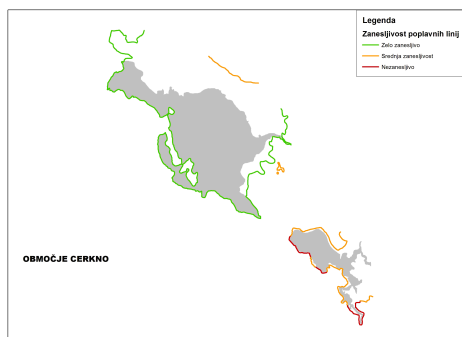 Legenda
Zanesljivost poplavnih linij
Zelo zanesljivo
Srednja zanesljivost
Nezanesljivo
OBMOČJE CERKNO